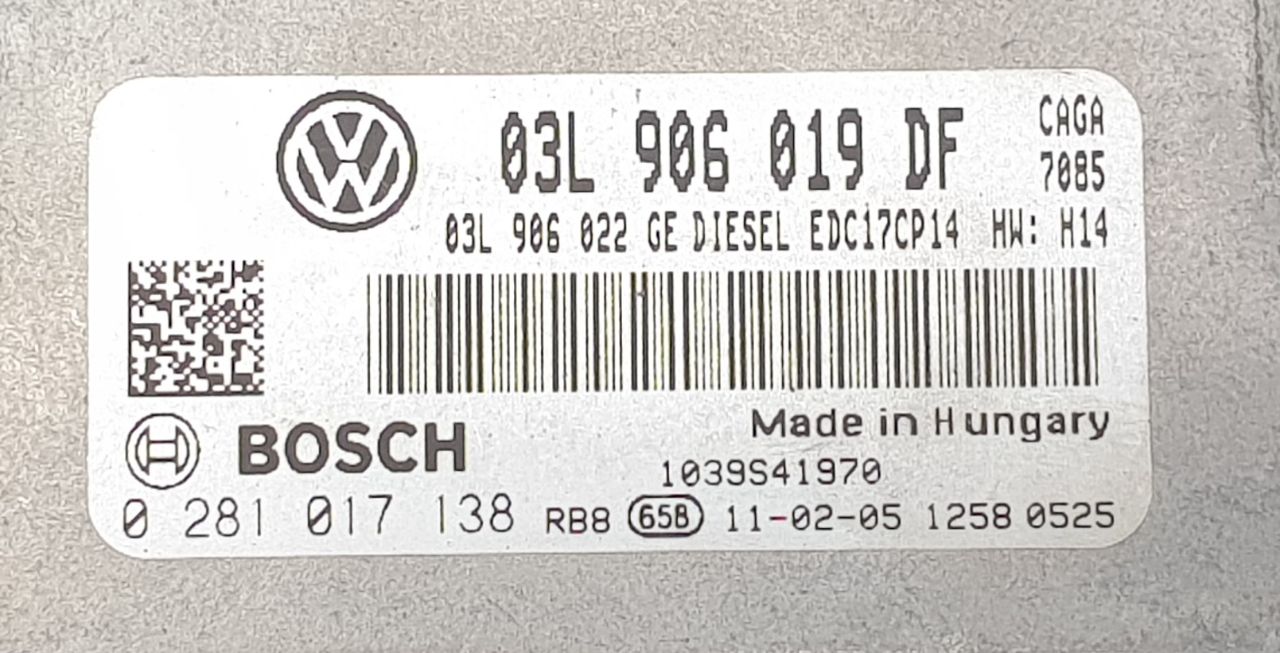 03L 906 019 DF
CAGA
7085
03L 906 022 GE DIESEL EDC17CP14 HW: H14
BOSCH
Made in Hungary
1039S41970
0 281 017 138 RB8 65B 11-02-05 1258 0525